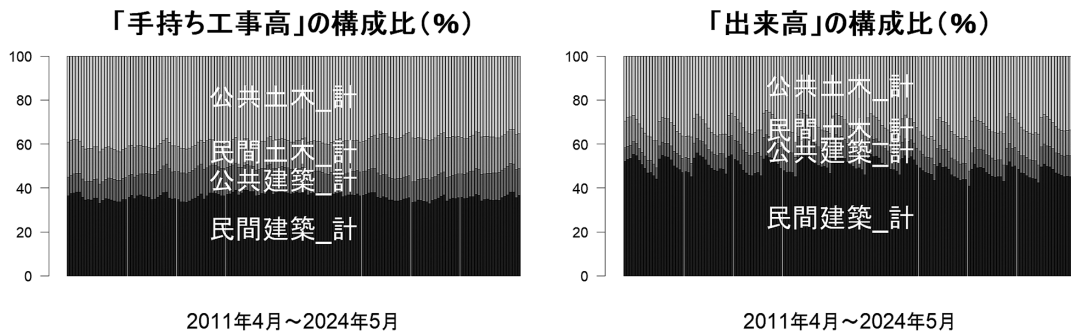 「手持ち工事高」の構成比（%）
100
80
60
40
20
0
公共土木_計
民間土木_計
公共建築_計
民間建築_計
2011年4月～2024年5月
「出来高」の構成比（%）
100
80
60
40
20
0
公共土木_計
民間土木_計
公共建築_計
民間建築_計
2011年4月～2024年5月